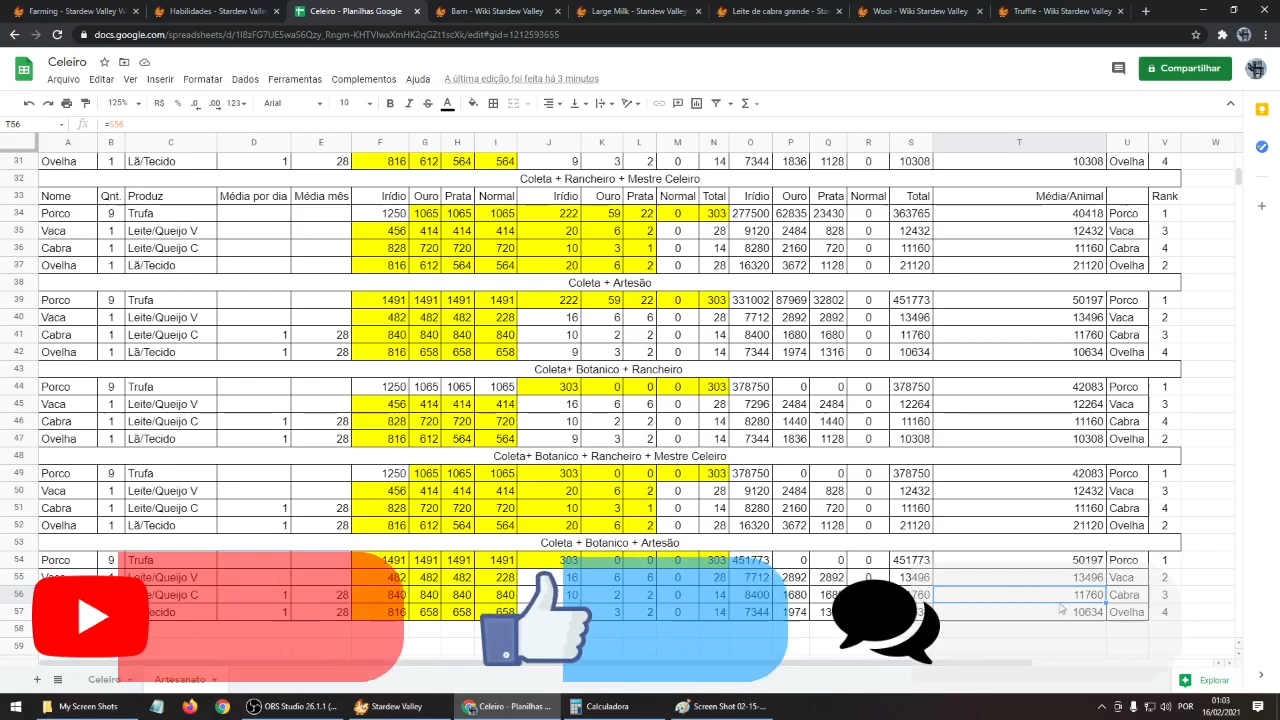 Farming - Stardew Valley W
Habilidades - Stardew Valley
Celeiro - Planilhas Google
Barn - Wiki Stardew Valley
Large Milk - Stardew Valley
Leite de cabra grande - Star
Wool - Wiki Stardew Valley
Truffle - Wiki Stardew Valley
docs.google.com/spreadsheets/
Celeiro
Compartilhar
Arquivo Editar Ver Inserir Formatar Dados Ferramentas Complementos Ajuda A última edição foi feita há 3 minutos
125% R$ % .0 .00 123 Arial 10 B I S A
T56 fx =S56
A B C D E F G H I J K L M N O P Q R S T U V W
31 Ovelha 1 Lã/Tecido 1 28 816 612 564 564 9 3 2 0 14 7344 1836 1128 0 10308 10308 Ovelha 4
32 Coleta + Rancheiro + Mestre Celeiro
33 Nome Qnt. Produz Média por dia Média mês Irídio Ouro Prata Normal Irídio Ouro Prata Normal Total Irídio Ouro Prata Normal Total Média/Animal Rank
34 Porco 9 Trufa 1250 1065 1065 1065 222 59 22 0 303 277500 62835 23430 0 363765 40418 Porco 1
35 Vaca 1 Leite/Queijo V 456 414 414 414 20 6 2 0 28 9120 2484 828 0 12432 12432 Vaca 3
36 Cabra 1 Leite/Queijo C 828 720 720 720 10 3 1 0 14 8280 2160 720 0 11160 11160 Cabra 4
37 Ovelha 1 Lã/Tecido 816 612 564 564 20 6 2 0 28 16320 3672 1128 0 21120 21120 Ovelha 2
38 Coleta + Artesão
39 Porco 9 Trufa 1491 1491 1491 1491 222 59 22 0 303 331002 87969 32802 0 451773 50197 Porco 1
40 Vaca 1 Leite/Queijo V 482 482 482 228 16 6 6 0 28 7712 2892 2892 0 13496 13496 Vaca 2
41 Cabra 1 Leite/Queijo C 1 28 840 840 840 840 10 2 2 0 14 8400 1680 1680 0 11760 11760 Cabra 3
42 Ovelha 1 Lã/Tecido 1 28 816 658 658 658 9 3 2 0 14 7344 1974 1316 0 10634 10634 Ovelha 4
43 Coleta+ Botanico + Rancheiro
44 Porco 9 Trufa 1250 1065 1065 1065 303 0 0 0 303 378750 0 0 0 378750 42083 Porco 1
45 Vaca 1 Leite/Queijo V 456 414 414 414 16 6 6 0 28 7296 2484 2484 0 12264 12264 Vaca 3
46 Cabra 1 Leite/Queijo C 1 28 828 720 720 720 10 2 2 0 14 8280 1440 1440 0 11160 11160 Cabra 4
47 Ovelha 1 Lã/Tecido 1 28 816 612 564 564 9 3 2 0 14 7344 1836 1128 0 10308 10308 Ovelha 2
48 Coleta+ Botanico + Rancheiro + Mestre Celeiro
49 Porco 9 Trufa 1250 1065 1065 1065 303 0 0 0 303 378750 0 0 0 378750 42083 Porco 1
50 Vaca 1 Leite/Queijo V 456 414 414 414 20 6 2 0 28 9120 2484 828 0 12432 12432 Vaca 3
51 Cabra 1 Leite/Queijo C 1 28 828 720 720 720 10 3 1 0 14 8280 2160 720 0 11160 11160 Cabra 4
52 Ovelha 1 Lã/Tecido 1 28 816 612 564 564 20 6 2 0 28 16320 3672 1128 0 21120 21120 Ovelha 2
53 Coleta + Botanico + Artesão
54 Porco 9 Trufa 1491 1491 1491 1491 303 0 0 0 303 451773 0 0 0 451773 50197 Porco 1
55 Leite/Queijo V 482 482 482 228 16 6 6 0 28 7712 2892 2892 0 13496 13496 Vaca 2
56 Queijo C 1 28 840 840 840 840 10 2 2 0 14 8400 1680 11760 Cabra 3
57 1 28 816 658 658 3 2 0 14 7344 1974 10634 Ovelha 4
58
59
Celeiro Artesanato Explorar
My Screen Shots OBS Studio 26.1.1 ( Stardew Valley Celeiro - Planilhas ... Calculadora Screen Shot 02-15-... POR 01:03
16/02/2021